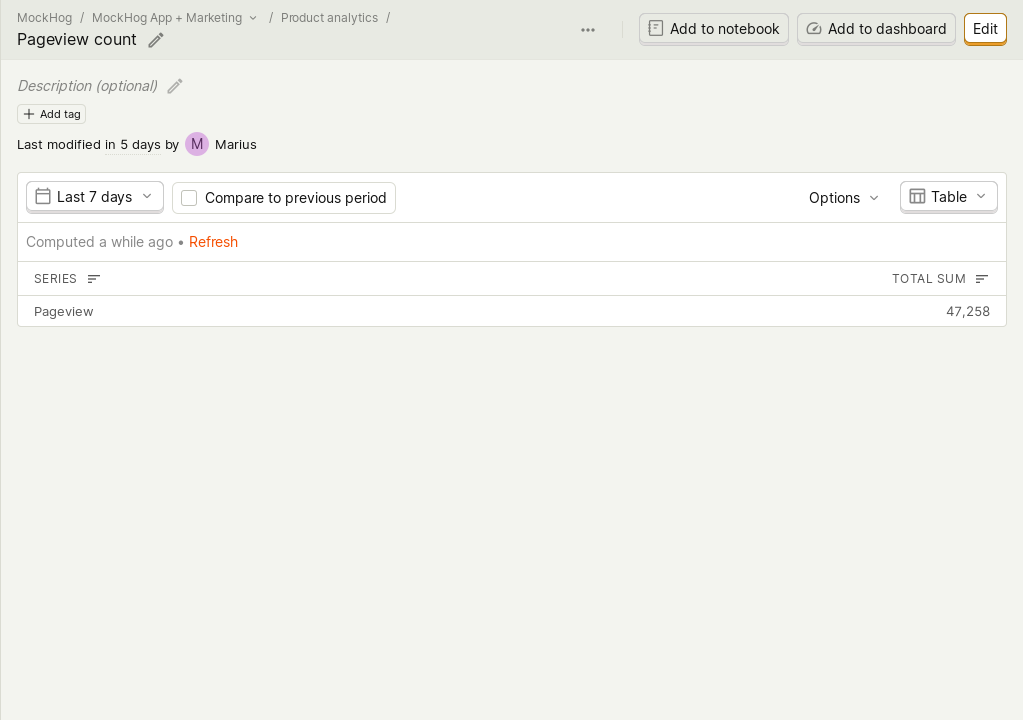 MockHog / MockHog App + Marketing / Product analytics /
Pageview count
Add to notebook
Add to dashboard
Edit
Description (optional)
Add tag
Last modified in 5 days by M Marius
Last 7 days
Compare to previous period
Options
Table
Computed a while ago • Refresh
SERIES TOTAL SUM
Pageview 47,258